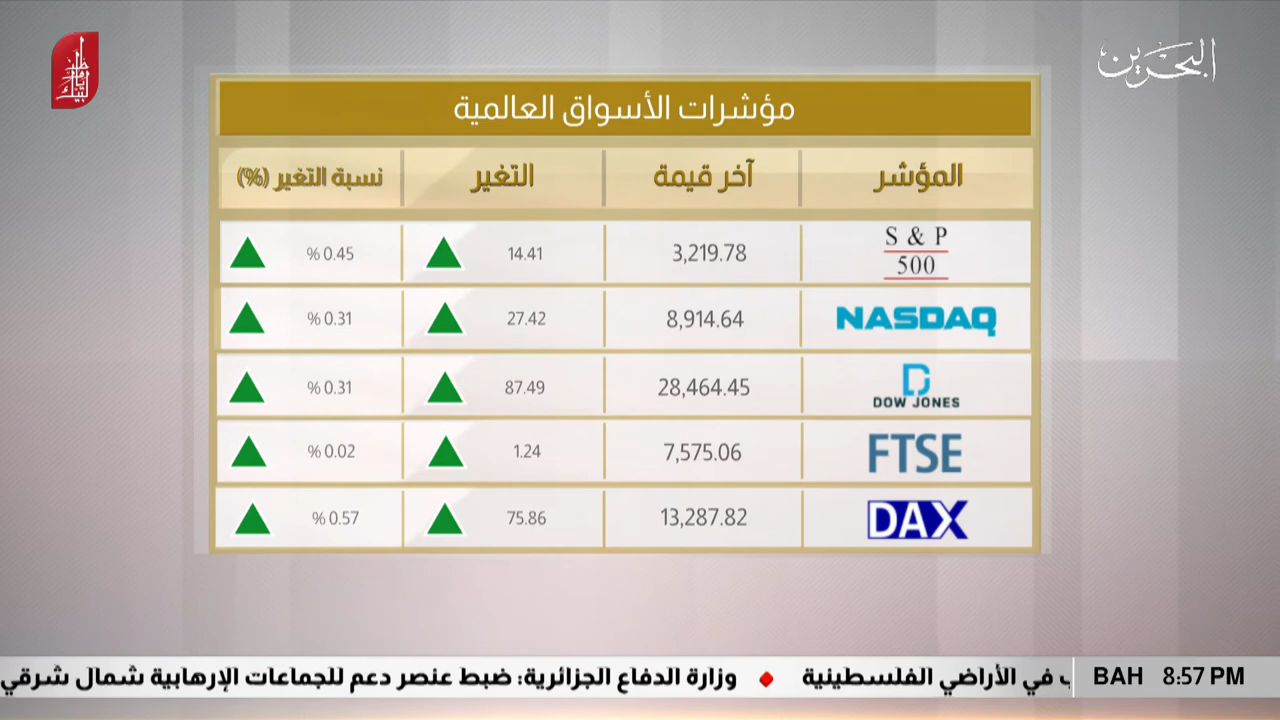 البحرين
مؤشرات الأسواق العالمية
المؤشر آخر قيمة التغير نسبة التغير (%)
S & P 500 3,219.78 14.41 % 0.45
NASDAQ 8,914.64 27.42 % 0.31
DOW JONES 28,464.45 87.49 % 0.31
FTSE 7,575.06 1.24 % 0.02
DAX 13,287.82 75.86 % 0.57
في الأراضي الفلسطينية • وزارة الدفاع الجزائرية: ضبط عنصر دعم للجماعات الإرهابية شمال شرقي
BAH 8:57 PM